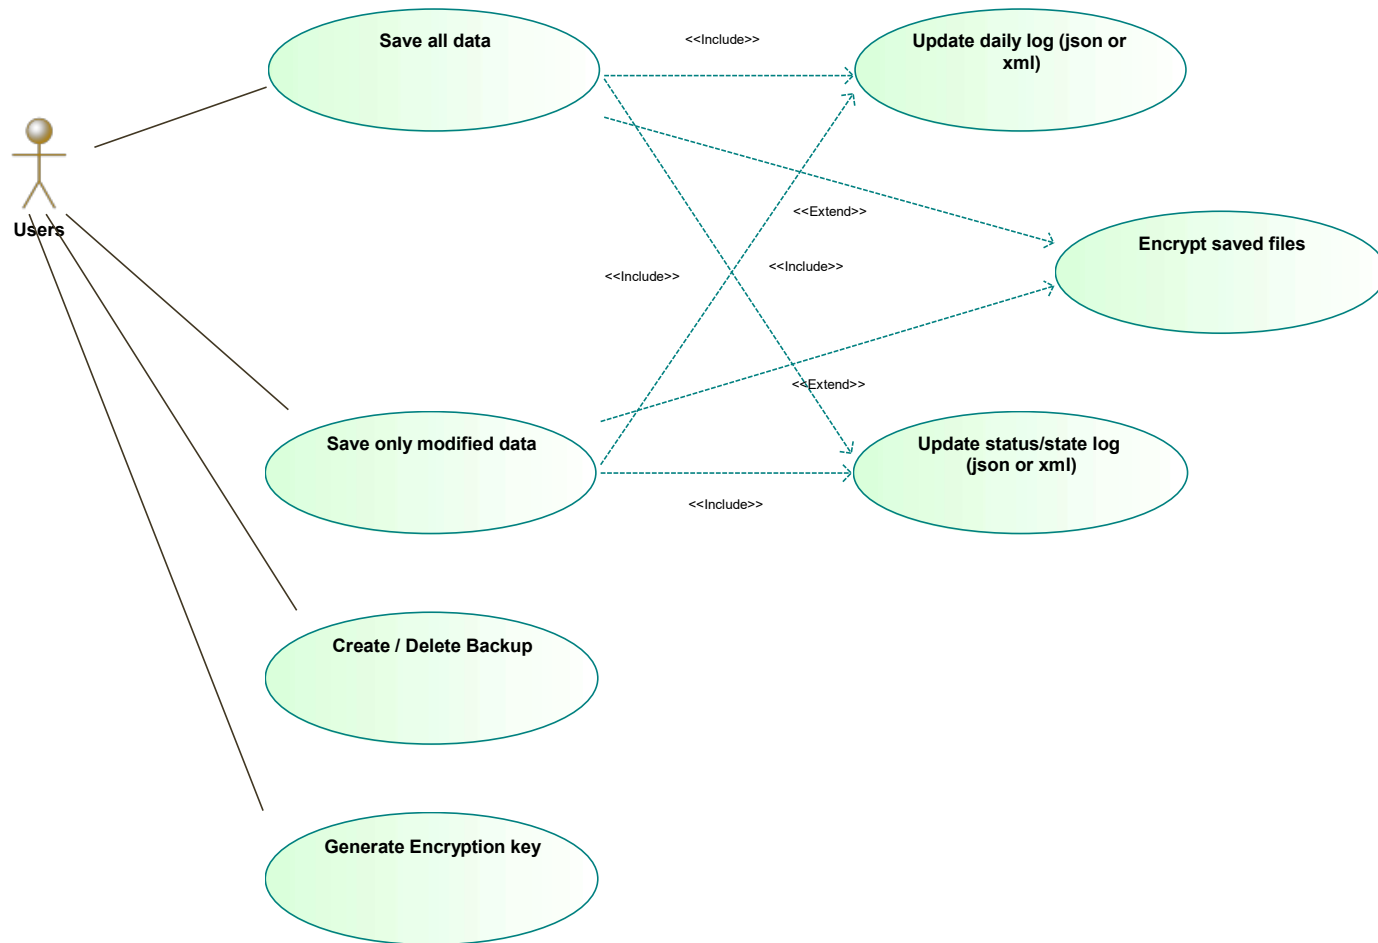 Save all data
<<Include>>
Update daily log (json or
xml)
Users
<<Extend>>
Encrypt saved files
<<Include>>
<<Include>>
<<Extend>>
Save only modified data
Update status/state log
(json or xml)
<<Include>>
Create / Delete Backup
Generate Encryption key